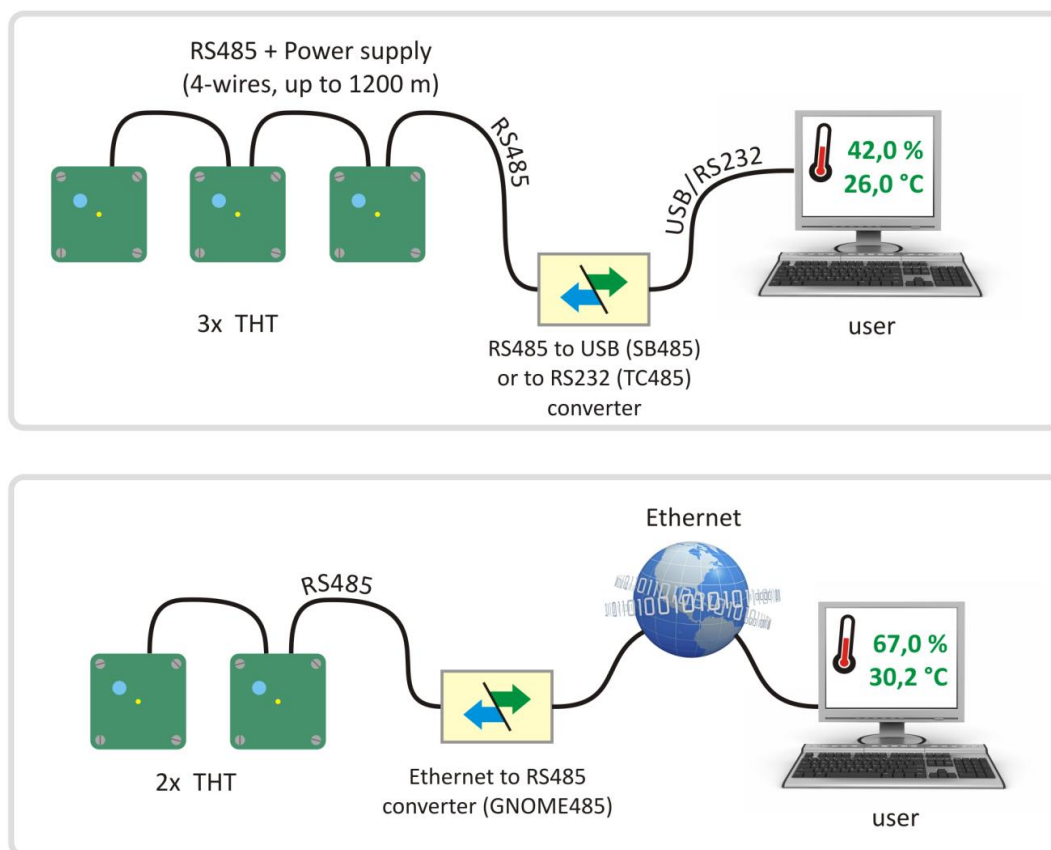 RS485 + Power supply
(4-wires, up to 1200 m)
RS485
USB/RS232
42,0 %
26,0 °C
3x THT
RS485 to USB (SB485)
or to RS232 (TC485)
converter
user
Ethernet
RS485
67,0 %
30,2 °C
2x THT
Ethernet to RS485
converter (GNOME485)
user